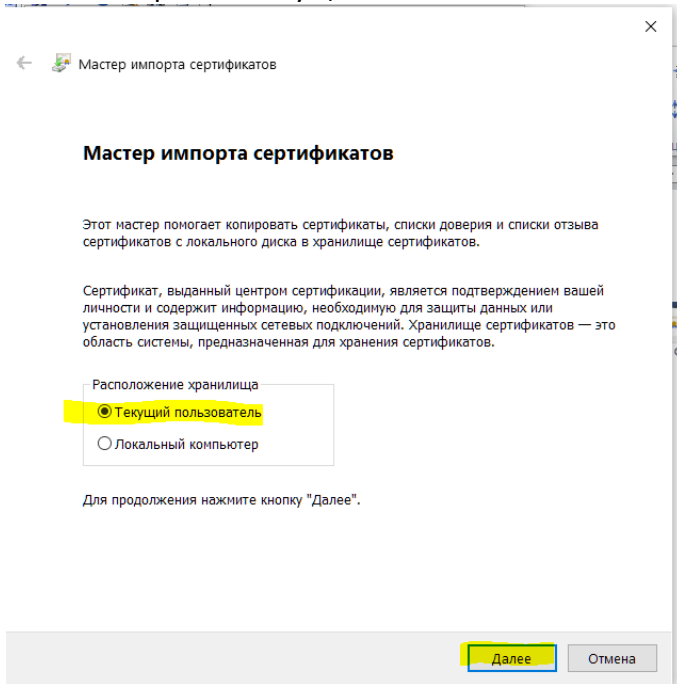 Мастер импорта сертификатов
Мастер импорта сертификатов
Этот мастер помогает копировать сертификаты, списки доверия и списки отзыва
сертификатов с локального диска в хранилище сертификатов.
Сертификат, выданный центром сертификации, является подтверждением вашей
личности и содержит информацию, необходимую для защиты данных или
установления защищенных сетевых подключений. Хранилище сертификатов — это
область системы, предназначенная для хранения сертификатов.
Расположение хранилища
Текущий пользователь
Локальный компьютер
Для продолжения нажмите кнопку "Далее".
Далее
Отмена